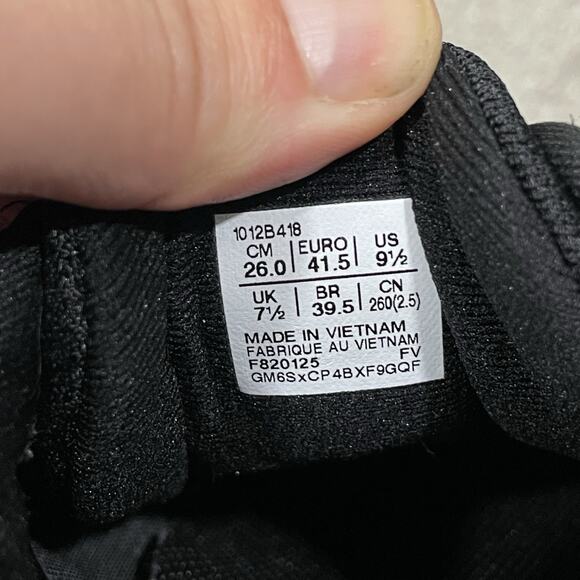 1012B418
CM | EURO | US
26.0 | 41.5 | 9½
UK | BR | CN
7½ | 39.5 | 260(2.5)
MADE IN VIETNAM
FABRIQUE AU VIETNAM
F820125 FV
GM6SxCP4BXF9GQF